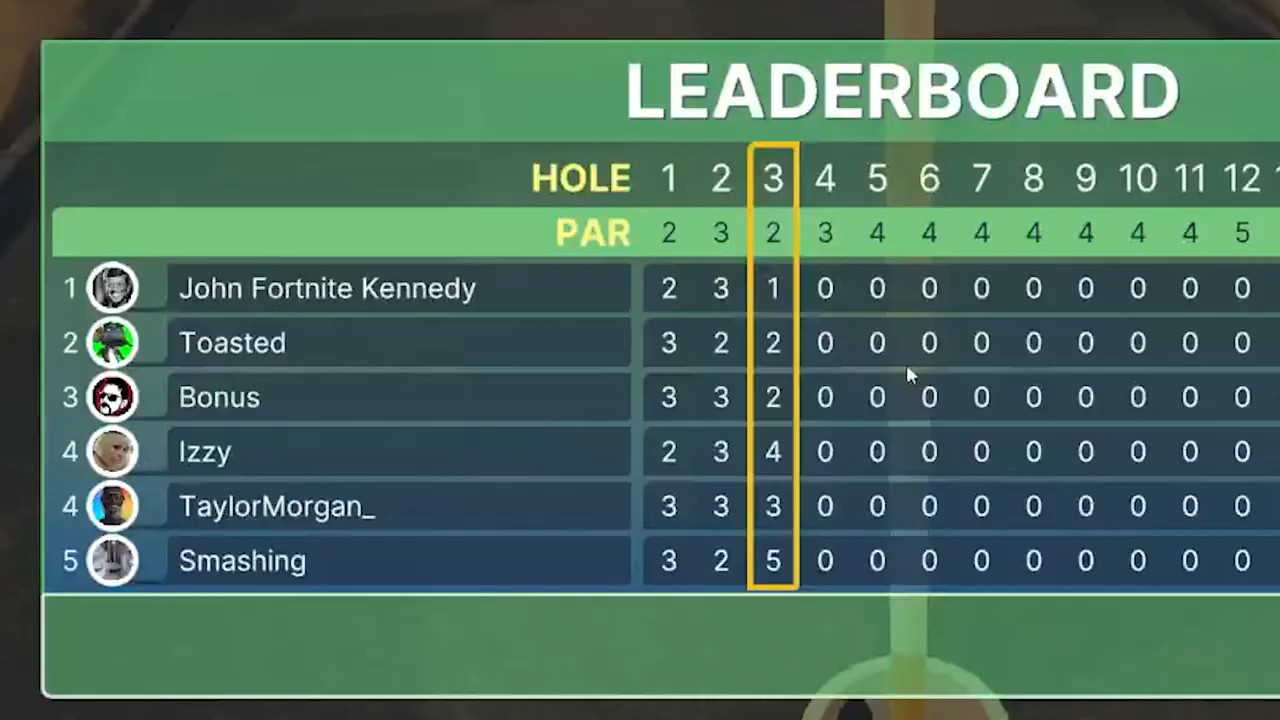 LEADERBOARD
HOLE 1 2 3 4 5 6 7 8 9 10 11 12
PAR 2 3 2 3 4 4 4 4 4 4 4 5
1 John Fortnite Kennedy 2 3 1 0 0 0 0 0 0 0 0 0
2 Toasted 3 2 2 0 0 0 0 0 0 0 0 0
3 Bonus 3 3 2 0 0 0 0 0 0 0 0 0
4 Izzy 2 3 4 0 0 0 0 0 0 0 0 0
4 TaylorMorgan_ 3 3 3 0 0 0 0 0 0 0 0 0
5 Smashing 3 2 5 0 0 0 0 0 0 0 0 0